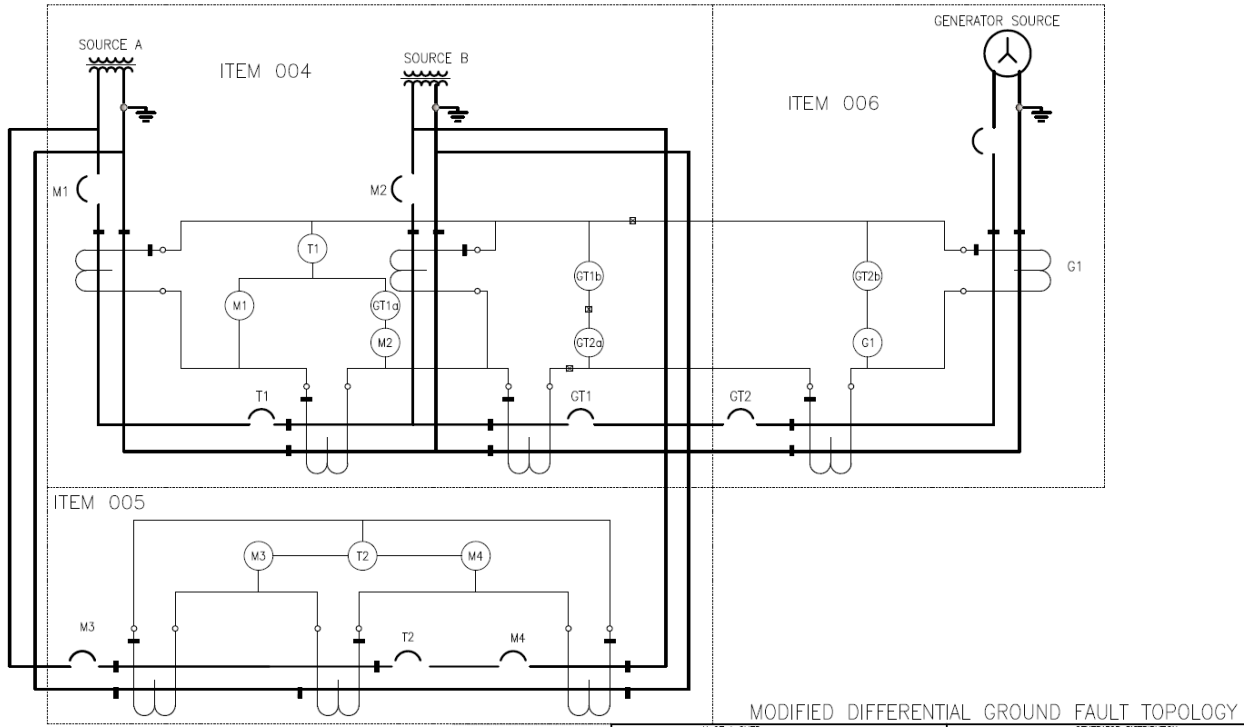 GENERATOR SOURCE
SOURCE A
SOURCE B
ITEM 004
ITEM 006
M1
M2
T1
GT1b
GT2b
G1
M1
GT1a
M2
GT2a
G1
T1
GT1
GT2
ITEM 005
M3
T2
M4
M3
T2
M4
MODIFIED DIFFERENTIAL GROUND FAULT TOPOLOGY